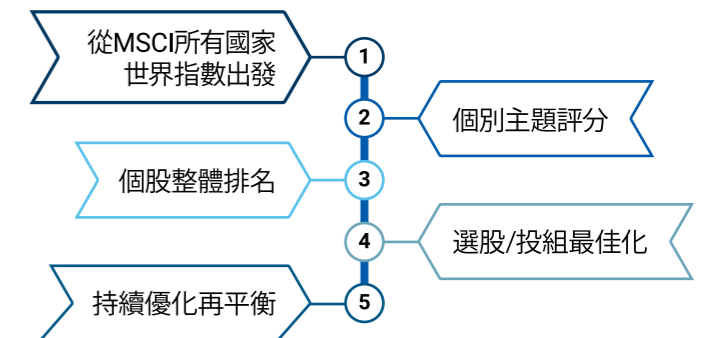 從MSCI所有國家
世界指數出發
1
2
個別主題評分
個股整體排名
3
4
選股/投組最佳化
持續優化再平衡
5